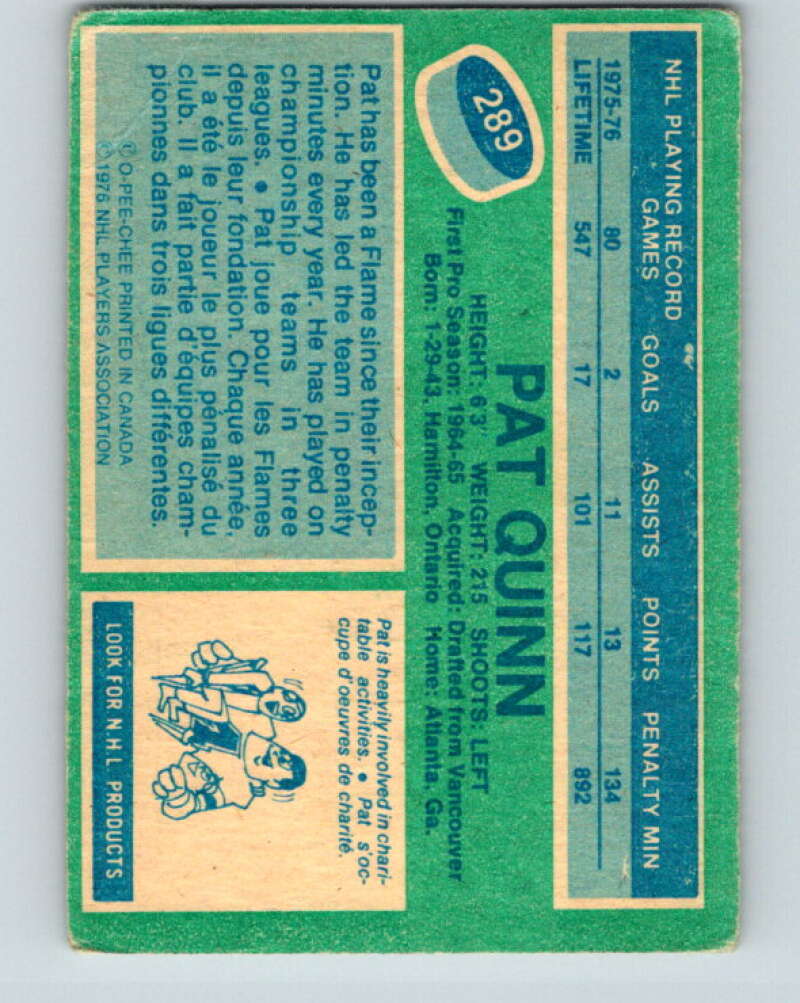 NHL PLAYING RECORD
GAMES GOALS ASSISTS POINTS PENALTY MIN
1975-76 80 2 11 13 134
LIFETIME 547 17 101 117 892
289
PAT QUINN
HEIGHT: 6'3' WEIGHT: 215 SHOOTS: LEFT
First Pro Season: 1964-65 Acquired: Drafted from Vancouver
Born: 1-29-43, Hamilton, Ontario Home: Atlanta, Ga.
Pat has been a Flame since their incep-
tion. He has led the team in penalty
minutes every year. He has played on
championship teams in three
leagues. • Pat joue pour les Flames
depuis leur fondation. Chaque année,
il a été le joueur le plus pénalisé du
club. Il a fait partie d'équipes cham-
pionnes dans trois ligues différentes.
© O-PEE-CHEE PRINTED IN CANADA
© 1976 NHL PLAYERS ASSOCIATION
Pat is heavily involved in chari-
table activities. • Pat s'oc-
cupe d'oeuvres de charité.
LOOK FOR N.H.L PRODUCTS